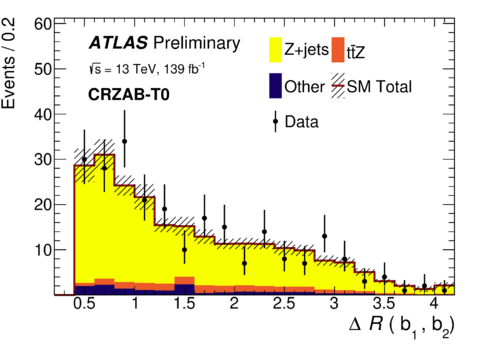 Events / 0.2
60
50
40
30
20
10
ATLAS Preliminary
√s = 13 TeV, 139 fb⁻¹
CRZAB-T0
Z+jets
tt̄Z
Other
SM Total
Data
0.5 1 1.5 2 2.5 3 3.5 4
Δ R ( b₁ , b₂ )